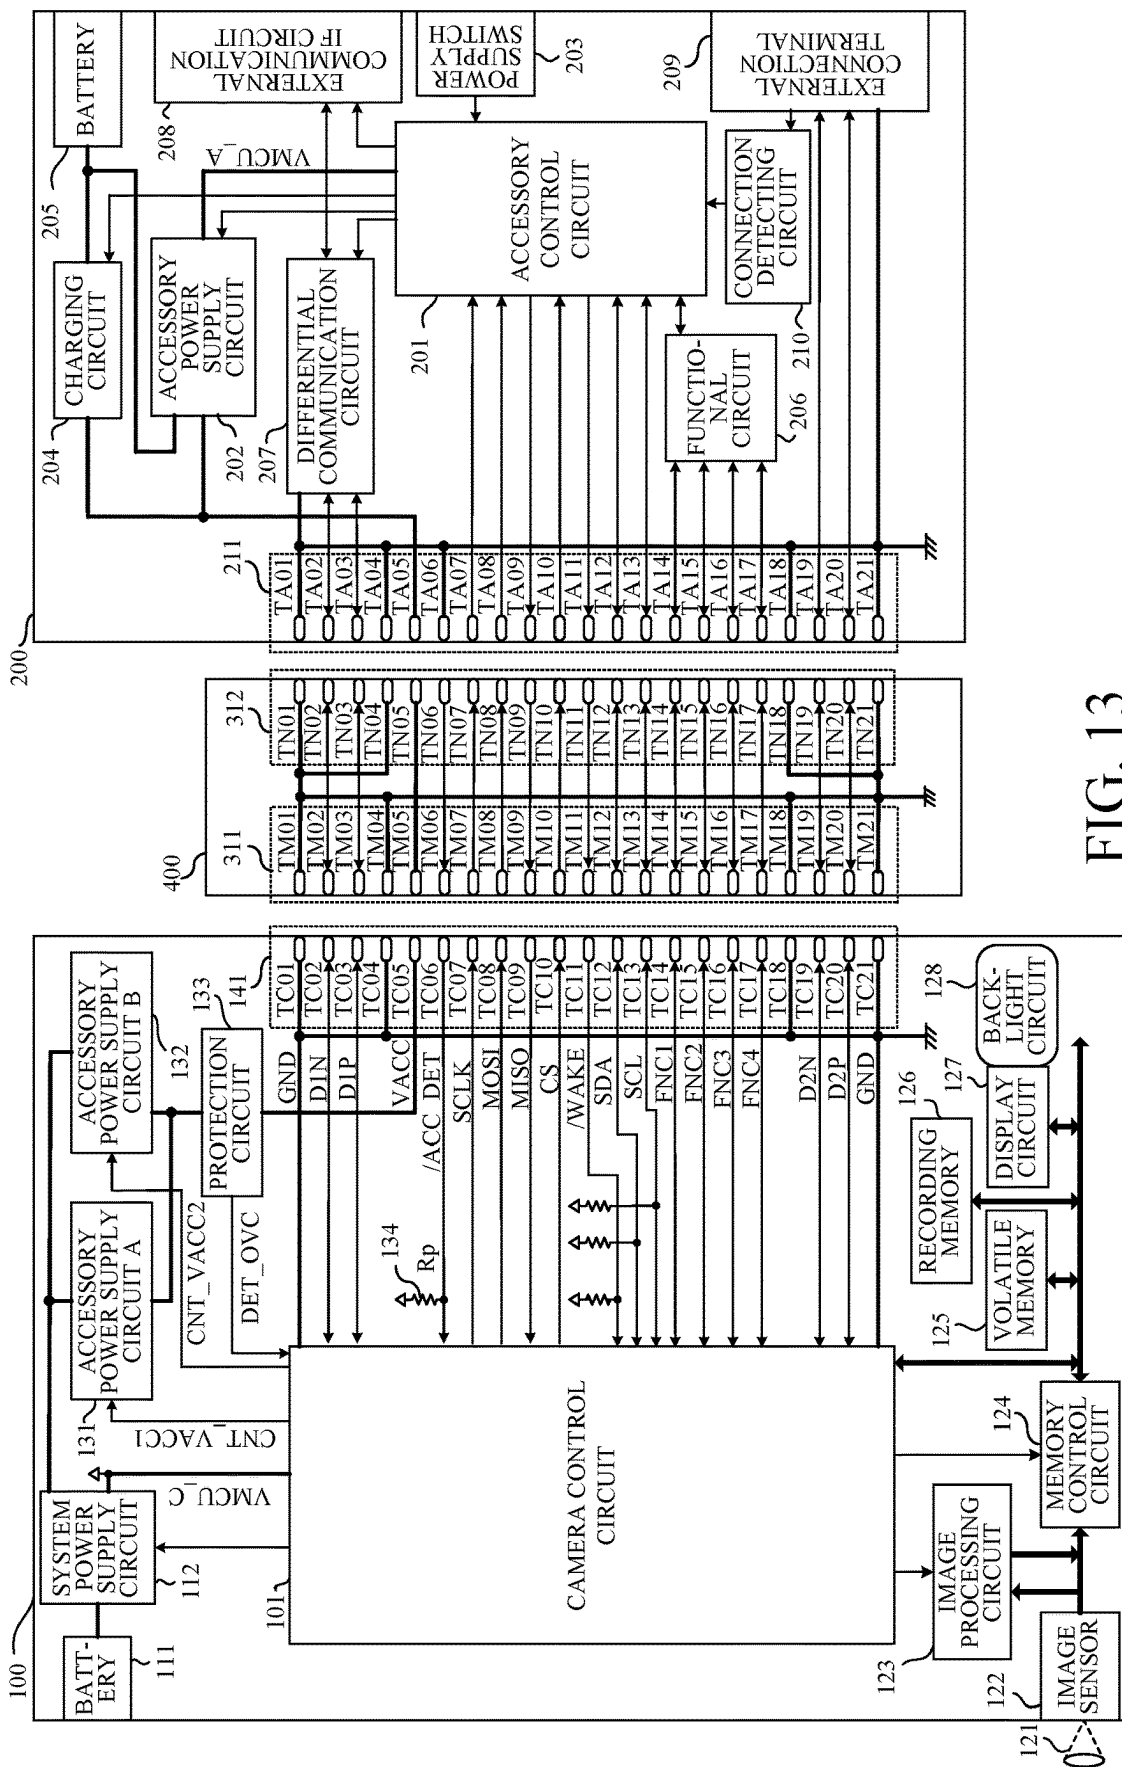 100
BATT-
ERY
111
SYSTEM
POWER
SUPPLY
CIRCUIT
112
VMCU_C
131
ACCESSORY
POWER SUPPLY
CIRCUIT A
CNT_VACC1
CNT_VACC2
ACCESSORY
POWER SUPPLY
CIRCUIT B
132
PROTECTION
CIRCUIT
133
DET_OVC
134
Rp
101
CAMERA CONTROL
CIRCUIT
141
GND
D1N
D1P
VACC
/ACC DET
SCLK
MOSI
MISO
CS
/WAKE
SDA
SCL
FNC1
FNC2
FNC3
FNC4
D2N
D2P
GND
TC01
TC02
TC03
TC04
TC05
TC06
TC07
TC08
TC09
TC10
TC11
TC12
TC13
TC14
TC15
TC16
TC17
TC18
TC19
TC20
TC21
121
122
IMAGE
SENSOR
123
IMAGE
PROCESSING
CIRCUIT
124
MEMORY
CONTROL
CIRCUIT
125
VOLATILE
MEMORY
126
RECORDING
MEMORY
127
DISPLAY
CIRCUIT
128
BACK-
LIGHT
CIRCUIT
400
311
TM01
TM02
TM03
TM04
TM05
TM06
TM07
TM08
TM09
TM10
TM11
TM12
TM13
TM14
TM15
TM16
TM17
TM18
TM19
TM20
TM21
312
TN01
TN02
TN03
TN04
TN05
TN06
TN07
TN08
TN09
TN10
TN11
TN12
TN13
TN14
TN15
TN16
TN17
TN18
TN19
TN20
TN21
200
211
TA01
TA02
TA03
TA04
TA05
TA06
TA07
TA08
TA09
TA10
TA11
TA12
TA13
TA14
TA15
TA16
TA17
TA18
TA19
TA20
TA21
204
CHARGING
CIRCUIT
205
BATTERY
202
ACCESSORY
POWER
SUPPLY
CIRCUIT
VMCU_A
207
DIFFERENTIAL
COMMUNICATION
CIRCUIT
208
EXTERNAL
COMMUNICATION
IF CIRCUIT
201
ACCESSORY
CONTROL
CIRCUIT
POWER
SUPPLY
SWITCH
203
206
FUNCTIO-
NAL
CIRCUIT
210
CONNECTION
DETECTING
CIRCUIT
209
EXTERNAL
CONNECTION
TERMINAL
FIG. 13